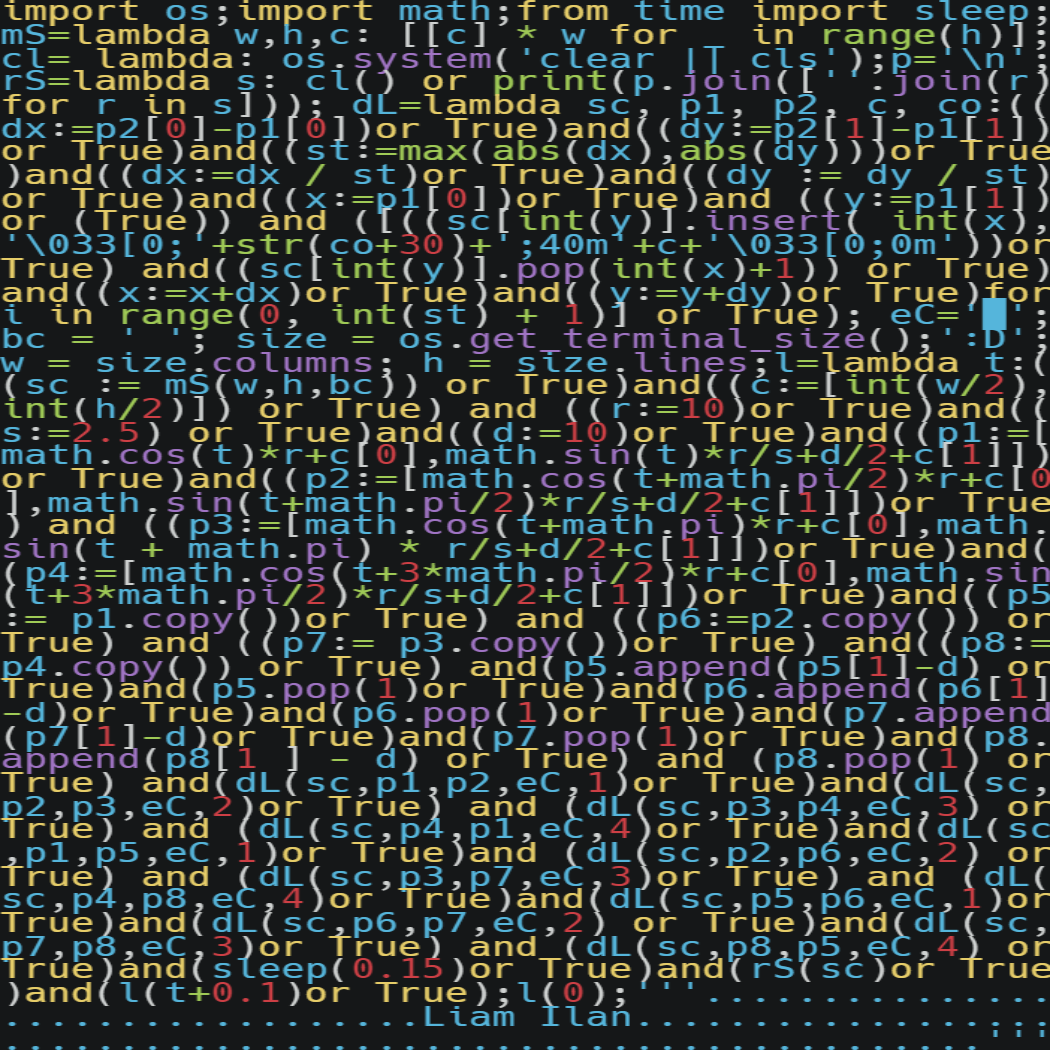 import os;import math;from time import sleep;
mS=lambda w,h,c: [[c] * w for _ in range(h)];
cl= lambda: os.system('clear || cls');p='\n';
rS=lambda s: cl() or print(p.join([''.join(r)
for r in s])); dL=lambda sc, p1, p2, c, co:((
dx:=p2[0]-p1[0])or True)and((dy:=p2[1]-p1[1])
or True)and((st:=max(abs(dx),abs(dy)))or True
)and((dx:=dx / st)or True)and((dy := dy / st)
or True)and((x:=p1[0])or True)and ((y:=p1[1])
or (True)) and ([((sc[int(y)].insert( int(x),
'\033[0;'+str(co+30)+';40m'+c+'\033[0;0m'))or
True) and((sc[int(y)].pop(int(x)+1)) or True)
and((x:=x+dx)or True)and((y:=y+dy)or True)for
i in range(0, int(st) + 1)] or True); eC='█';
bc = ' '; size = os.get_terminal_size();':D';
w = size.columns; h = size.lines;l=lambda t:(
(sc := mS(w,h,bc)) or True)and((c:=[int(w/2),
int(h/2)]) or True) and ((r:=10)or True)and((
s:=2.5) or True)and((d:=10)or True)and((p1:=[
math.cos(t)*r+c[0],math.sin(t)*r/s+d/2+c[1]])
or True)and((p2:=[math.cos(t+math.pi/2)*r+c[0
],math.sin(t+math.pi/2)*r/s+d/2+c[1]])or True
) and ((p3:=[math.cos(t+math.pi)*r+c[0],math.
sin(t + math.pi) * r/s+d/2+c[1]])or True)and(
(p4:=[math.cos(t+3*math.pi/2)*r+c[0],math.sin
(t+3*math.pi/2)*r/s+d/2+c[1]])or True)and((p5
:= p1.copy())or True) and ((p6:=p2.copy()) or
True) and ((p7:= p3.copy())or True) and((p8:=
p4.copy()) or True) and(p5.append(p5[1]-d) or
True)and(p5.pop(1)or True)and(p6.append(p6[1]
-d)or True)and(p6.pop(1)or True)and(p7.append
(p7[1]-d)or True)and(p7.pop(1)or True)and(p8.
append(p8[1 ] - d) or True) and (p8.pop(1) or
True) and(dL(sc,p1,p2,eC,1)or True)and(dL(sc,
p2,p3,eC,2)or True) and (dL(sc,p3,p4,eC,3) or
True) and (dL(sc,p4,p1,eC,4)or True)and(dL(sc
,p1,p5,eC,1)or True)and (dL(sc,p2,p6,eC,2) or
True) and (dL(sc,p3,p7,eC,3)or True) and (dL(
sc,p4,p8,eC,4)or True)and(dL(sc,p5,p6,eC,1)or
True)and(dL(sc,p6,p7,eC,2) or True)and(dL(sc,
p7,p8,eC,3)or True) and (dL(sc,p8,p5,eC,4) or
True)and(sleep(0.15)or True)and(rS(sc)or True
)and(l(t+0.1)or True);l(0);'''...............
..................Liam Ilan..................
..........................................'''